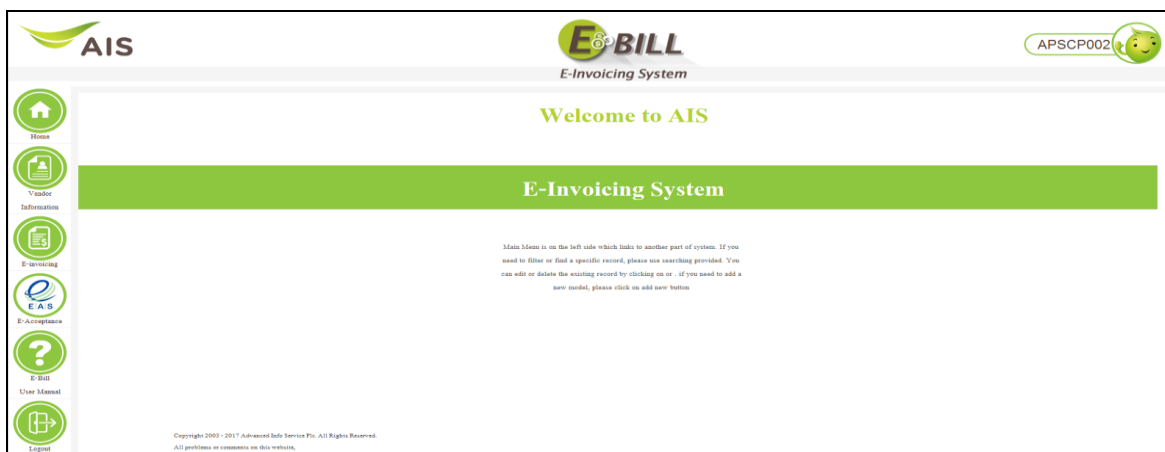 AIS
E BILL
E-Invoicing System
APSCP002
Home
Vandor
Information
E-invoicing
EAS
E-Acceptance
E-Bill
User Manual
Logout
Welcome to AIS
E-Invoicing System
Main Menu is on the left side which links to another part of system. If you
need to filter or find a specific record, please use searching provided. You
can edit or delete the existing record by clicking on or . if you need to add a
new model, please click on add new button
Copyright 2003 - 2017 Advanced Info Service Plc. All Rights Reserved.
All problems or comments on this website,